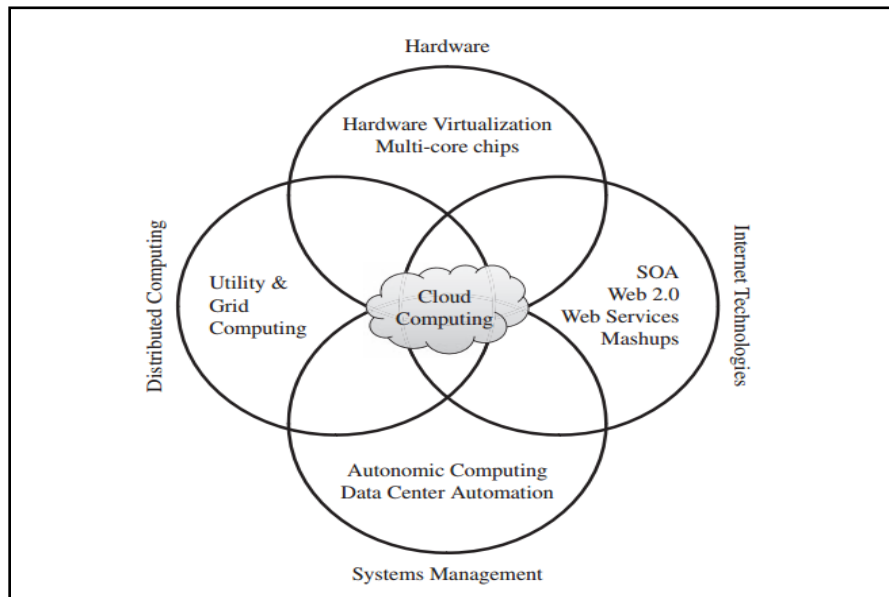 Hardware
Hardware Virtualization
Multi-core chips
Distributed Computing
Utility &
Grid
Computing
Cloud
Computing
SOA
Web 2.0
Web Services
Mashups
Internet Technologies
Autonomic Computing
Data Center Automation
Systems Management